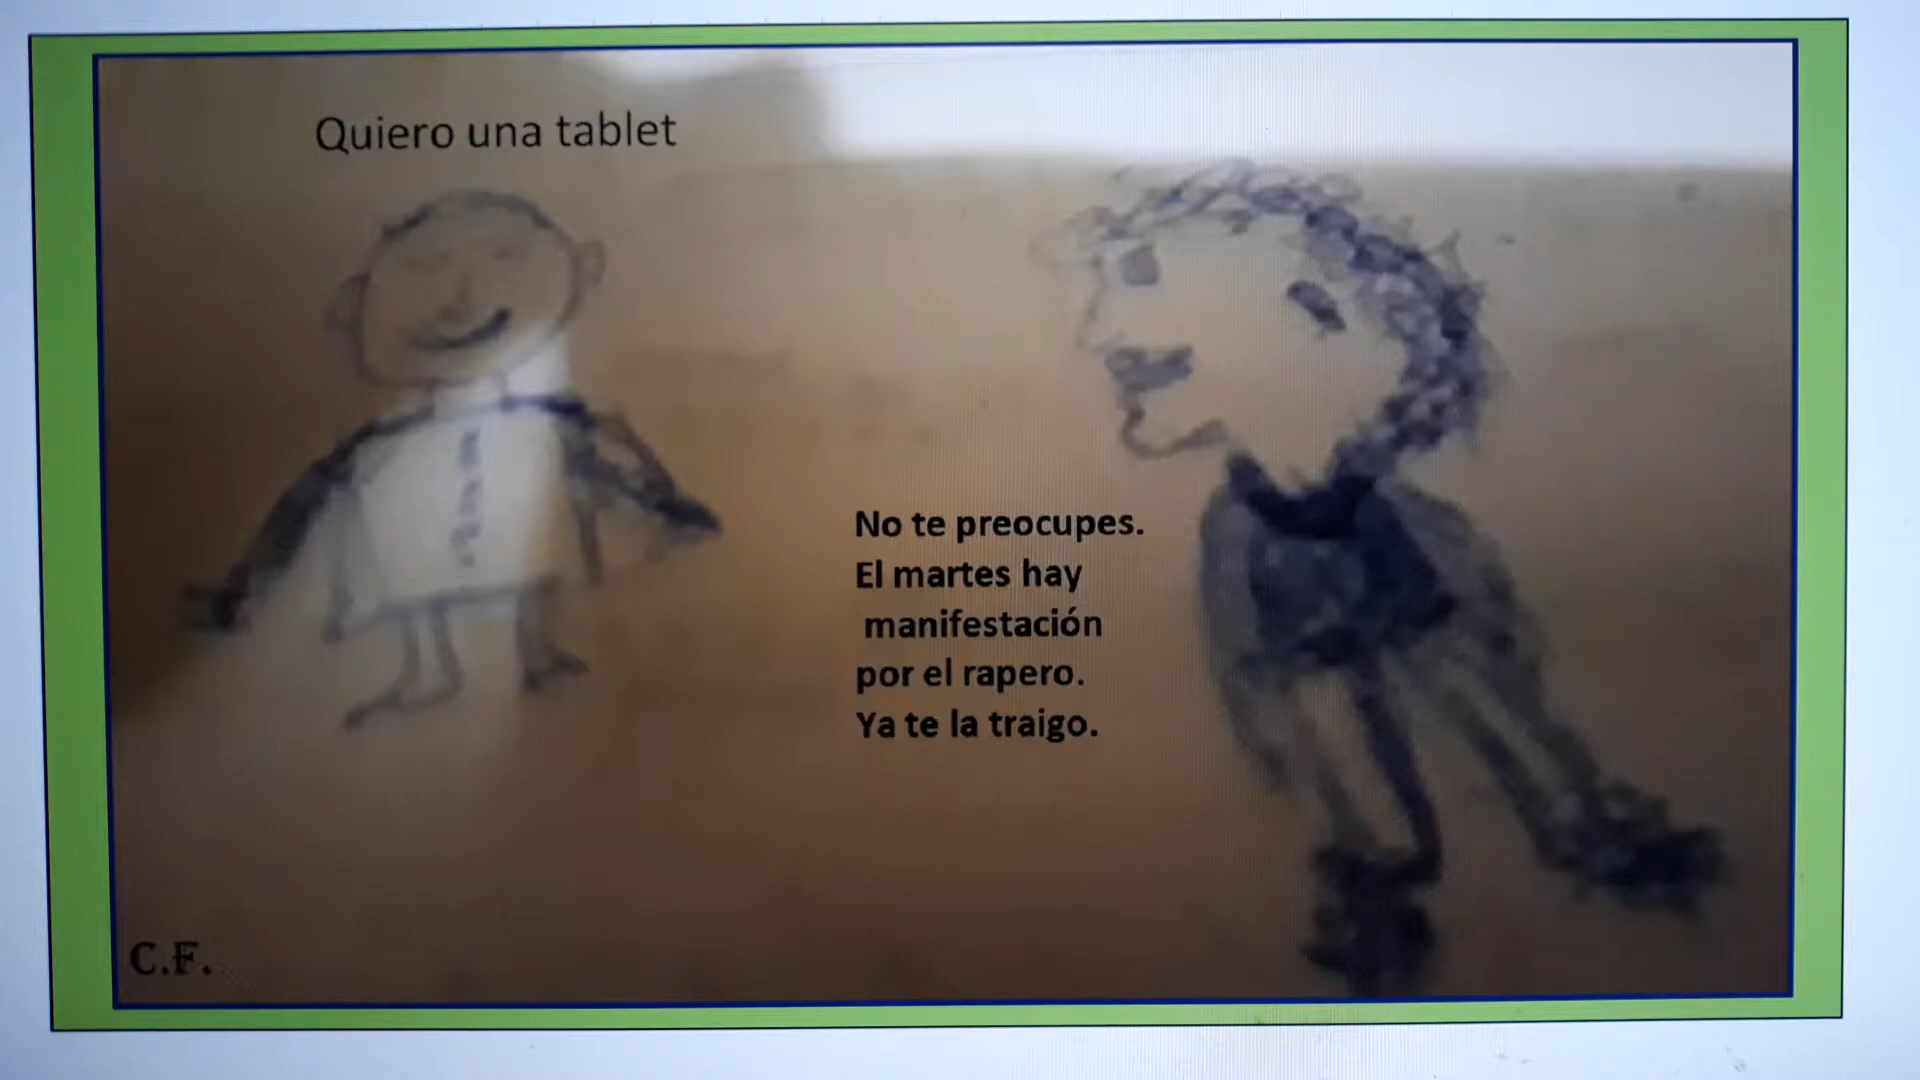 Quiero una tablet
No te preocupes.
El martes hay
manifestación
por el rapero.
Ya te la traigo.
C.F.